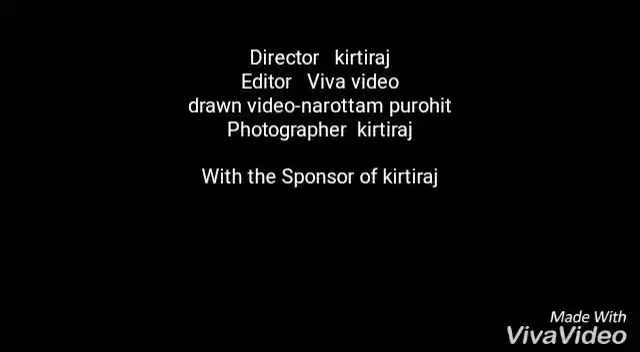 Director kirtiraj
Editor Viva video
drawn video-narottam purohit
Photographer kirtiraj
With the Sponsor of kirtiraj
Made With
VivaVideo